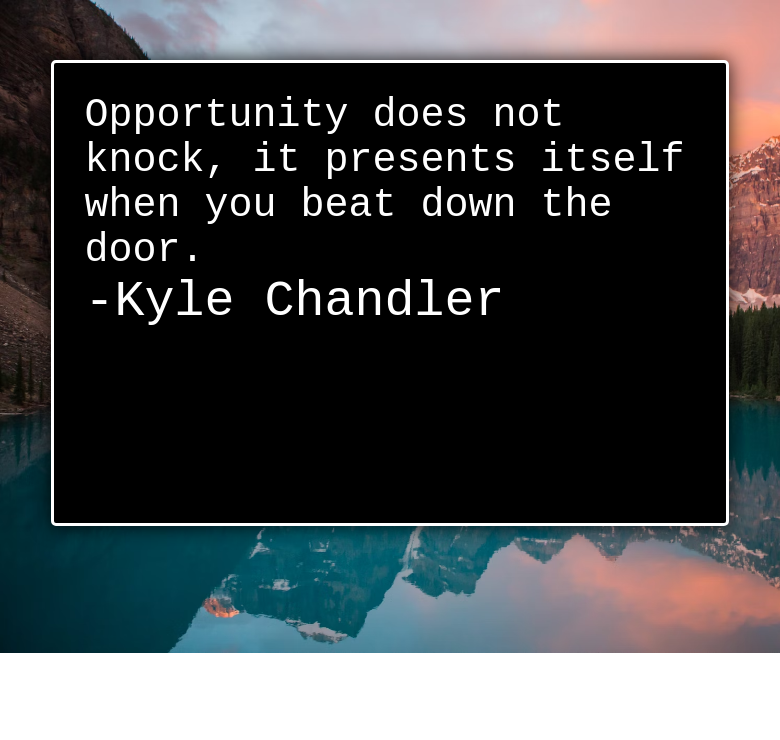 Opportunity does not
knock, it presents itself
when you beat down the
door.
-Kyle Chandler